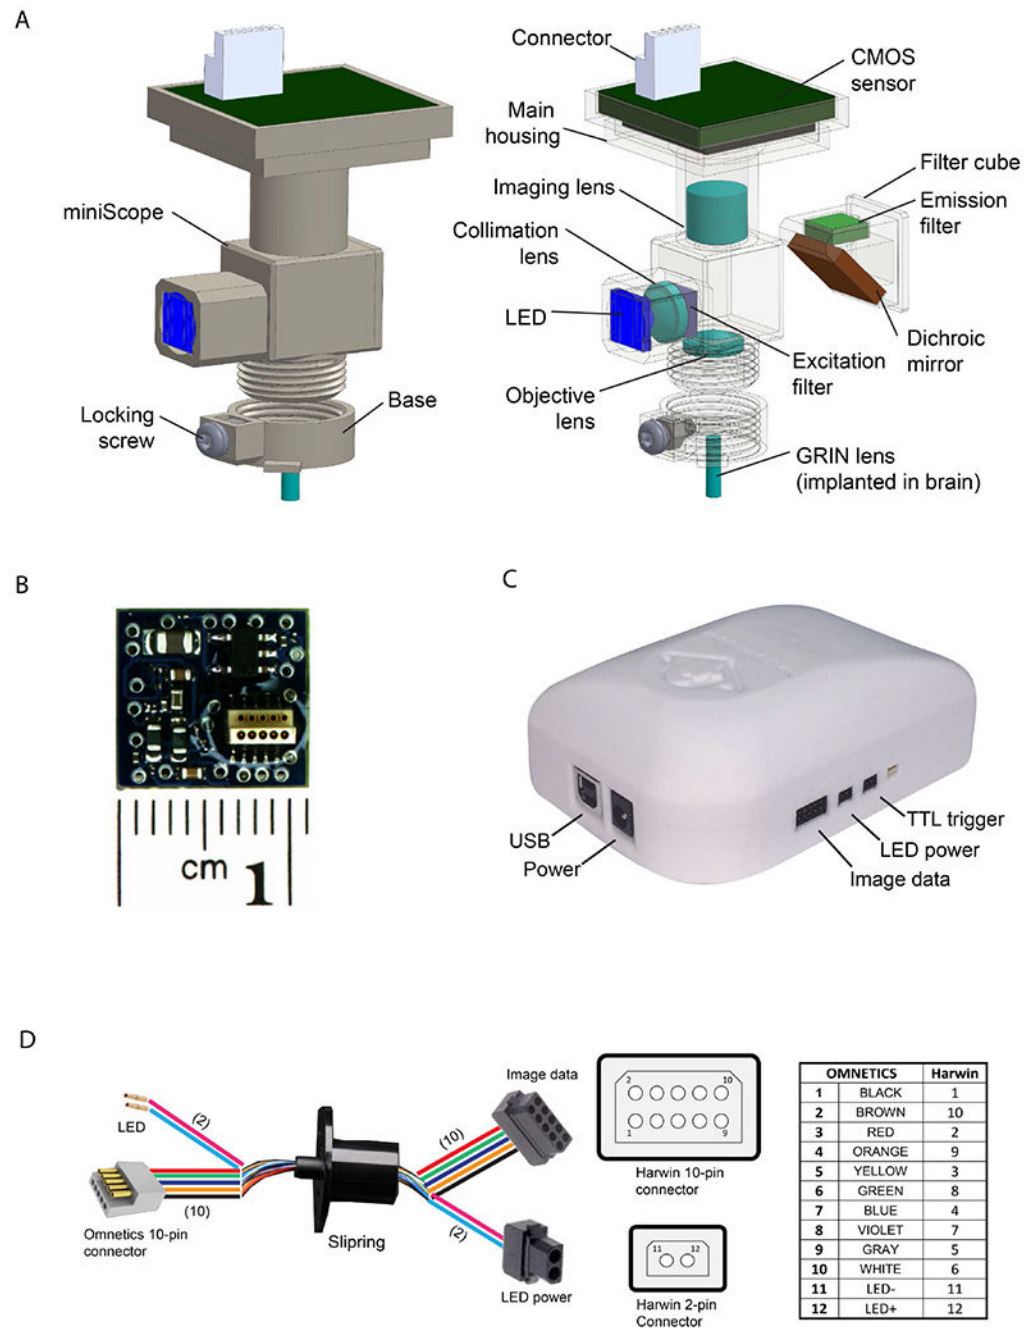 A
Connector
CMOS
sensor
Main
housing
Filter cube
Imaging lens
Emission
filter
miniScope
Collimation
lens
LED
Dichroic
mirror
Excitation
filter
Objective
lens
Base
Locking
screw
GRIN lens
(implanted in brain)
B
cm 1
C
USB
Power
TTL trigger
LED power
Image data
D
LED
(2)
(10)
Omnetics 10-pin
connector
Slipring
Image data
(10)
(2)
LED power
2 10
1 9
Harwin 10-pin
connector
11 12
Harwin 2-pin
Connector
OMNETICS Harwin
1 BLACK 1
2 BROWN 10
3 RED 2
4 ORANGE 9
5 YELLOW 3
6 GREEN 8
7 BLUE 4
8 VIOLET 7
9 GRAY 5
10 WHITE 6
11 LED- 11
12 LED+ 12